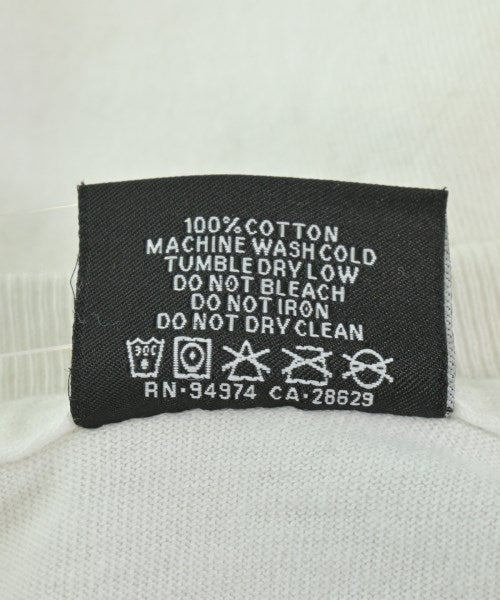 100% COTTON
MACHINE WASH COLD
TUMBLE DRY LOW
DO NOT BLEACH
DO NOT IRON
DO NOT DRY CLEAN
30C
RN·94974 CA·28629